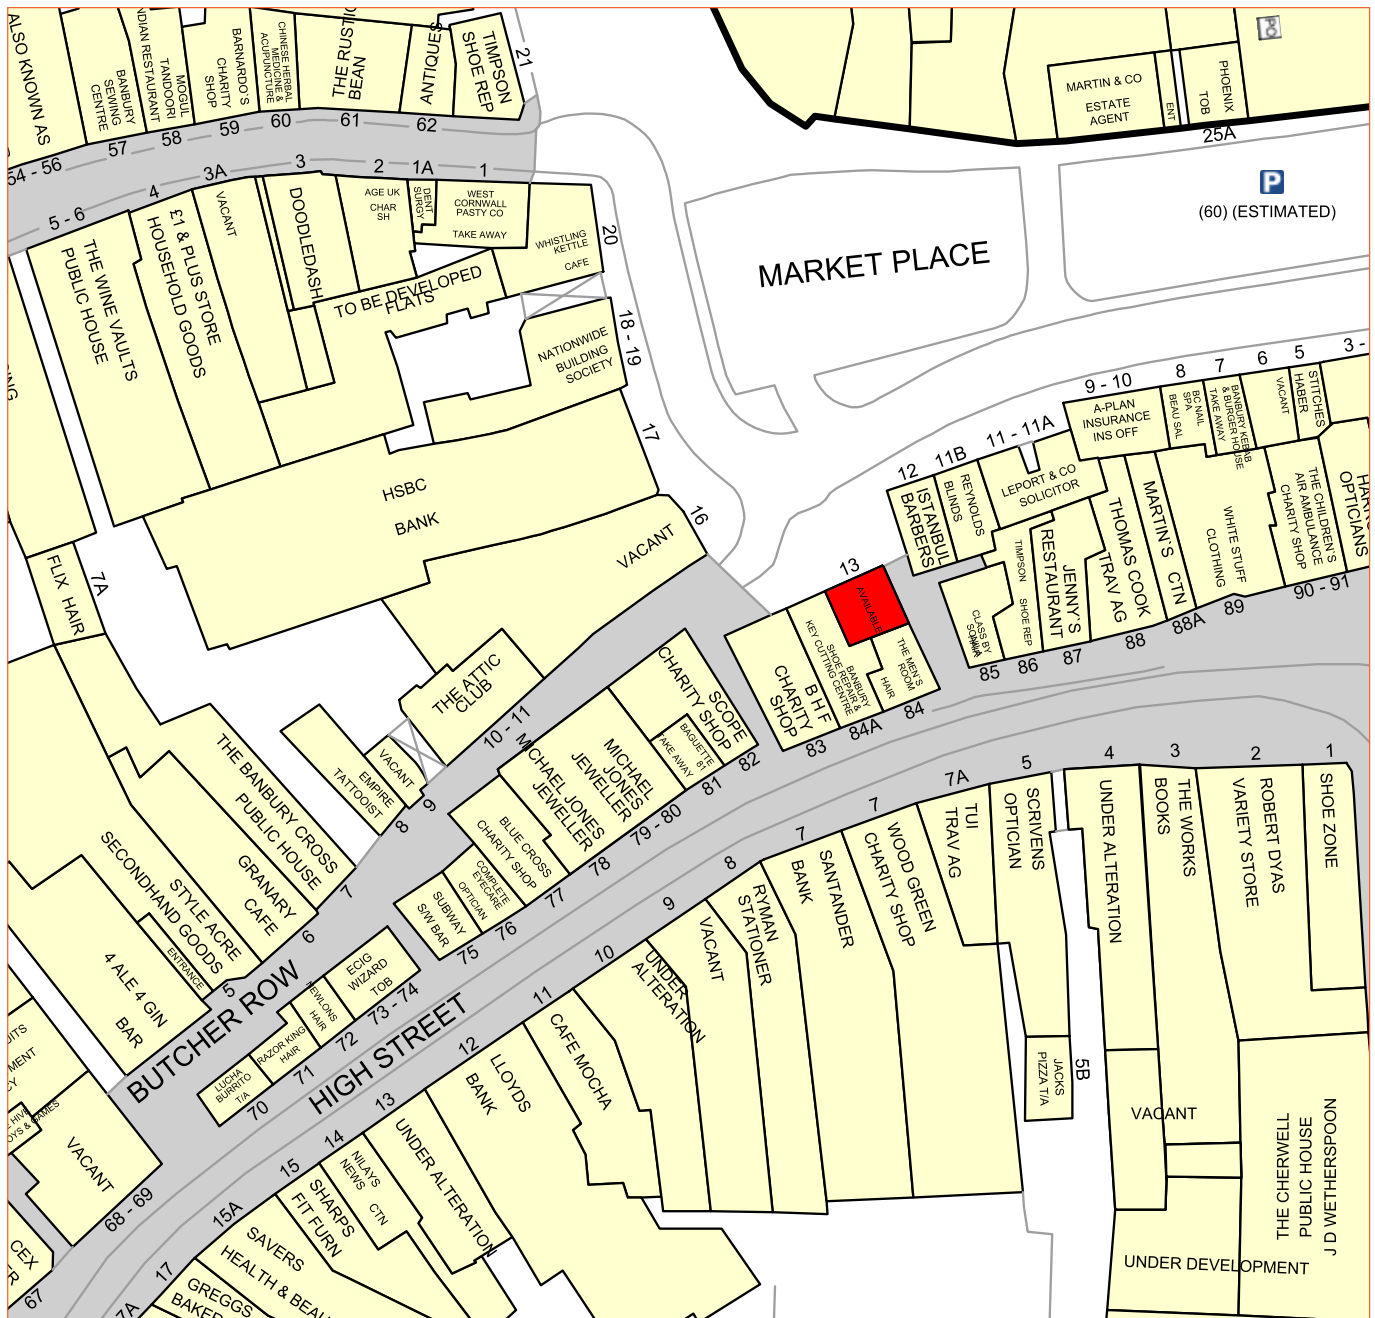 ALSO KNOWN AS
BANBURY
SEWING
CENTRE
NDIAN RESTAURANT
MOGUL
TANDOORI
BARNARDO'S
CHARITY
SHOP
CHINESE HERBAL
MEDICINE &
ACUPUNCTURE
THE RUSTIC
BEAN
ANTIQUES
TIMPSON
SHOE REP
21
54 - 56
57
58
59
60
61
62
MARTIN & CO
ESTATE
AGENT
ENT
PHOENIX
TOB
PO
25A
P
(60) (ESTIMATED)
MARKET PLACE
5 - 6
4
3A
3
2
1A
1
THE WINE VAULTS
PUBLIC HOUSE
£1 & PLUS STORE
HOUSEHOLD GOODS
VACANT
DOODLEDASH
AGE UK
CHAR
SH
DENT
SURGY
WEST
CORNWALL
PASTY CO
TAKE AWAY
WHISTLING
KETTLE
CAFE
20
TO BE DEVELOPED
FLATS
NATIONWIDE
BUILDING
SOCIETY
18 - 19
17
HSBC
BANK
16
VACANT
FLIX HAIR
7A
THE ATTIC
CLUB
10 - 11
VACANT
9
EMPIRE
TATTOOIST
8
THE BANBURY CROSS
PUBLIC HOUSE
7
GRANARY
CAFE
6
STYLE ACRE
SECONDHAND GOODS
ENTRANCE
5
4 ALE 4 GIN
BAR
BUTCHER ROW
HIGH STREET
9 - 10
8
7
6
5
3 -
A-PLAN
INSURANCE
INS OFF
BC NAIL
SPA
BEAU SAL
BANBURY KEBAB
& BURGER HOUSE
TAKE AWAY
VACANT
STITCHES
HABER
12
11B
11 - 11A
ISTANBUL
BARBERS
REYNOLDS
BLINDS
LEPORT & CO
SOLICITOR
TIMPSON
SHOE REP
JENNY'S
RESTAURANT
THOMAS COOK
TRAV AG
MARTIN'S
CTN
WHITE STUFF
CLOTHING
THE CHILDREN'S
AIR AMBULANCE
CHARITY SHOP
OPTICIANS
CLASS BY
85
86
87
88
88A
89
90 - 91
13
AVAILABLE
B H F
CHARITY
SHOP
BANBURY
SHOE REPAIR &
KEY CUTTING CENTRE
THE MEN'S
ROOM
HAIR
83
84A
84
SCOPE
CHARITY SHOP
BAGUETTE
81
TAKE AWAY
82
81
MICHAEL
JONES
JEWELLER
79 - 80
MICHAEL JONES
JEWELLER
78
BLUE CROSS
CHARITY SHOP
77
COMPLETE
EYECARE
OPTICIAN
76
SUBWAY
S/W BAR
75
ECIG
WIZARD
TOB
73 - 74
NEWLONS
HAIR
72
RAZOR KING
HAIR
71
LUCHA
BURRITO
T/A
70
VACANT
68 - 69
CEX
67
1
2
3
4
5
7A
7
7
8
9
10
11
12
13
14
15
15A
17
SHOE ZONE
ROBERT DYAS
VARIETY STORE
THE WORKS
BOOKS
UNDER ALTERATION
SCRIVENS
OPTICIAN
TUI
TRAV AG
WOOD GREEN
CHARITY SHOP
SANTANDER
BANK
RYMAN
STATIONER
VACANT
UNDER
ALTERATION
CAFE MOCHA
LLOYDS
BANK
UNDER ALTERATION
NILAYS
NEWS
CTN
SHARPS
FIT FURN
SAVERS
HEALTH & BEAU
GREGGS
BAKER
7A
JACKS
PIZZA T/A
5B
VACANT
THE CHERWELL
PUBLIC HOUSE
J D WETHERSPOON
UNDER DEVELOPMENT